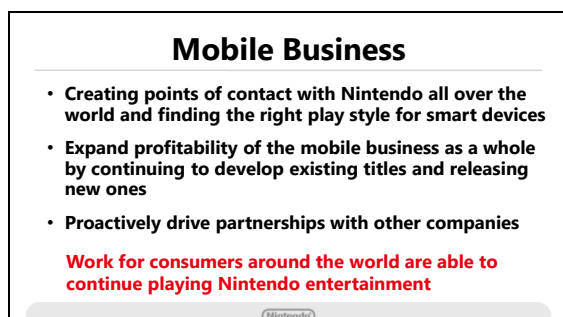 Mobile Business
• Creating points of contact with Nintendo all over the
world and finding the right play style for smart devices
• Expand profitability of the mobile business as a whole
by continuing to develop existing titles and releasing
new ones
• Proactively drive partnerships with other companies
Work for consumers around the world are able to
continue playing Nintendo entertainment
Nintendo